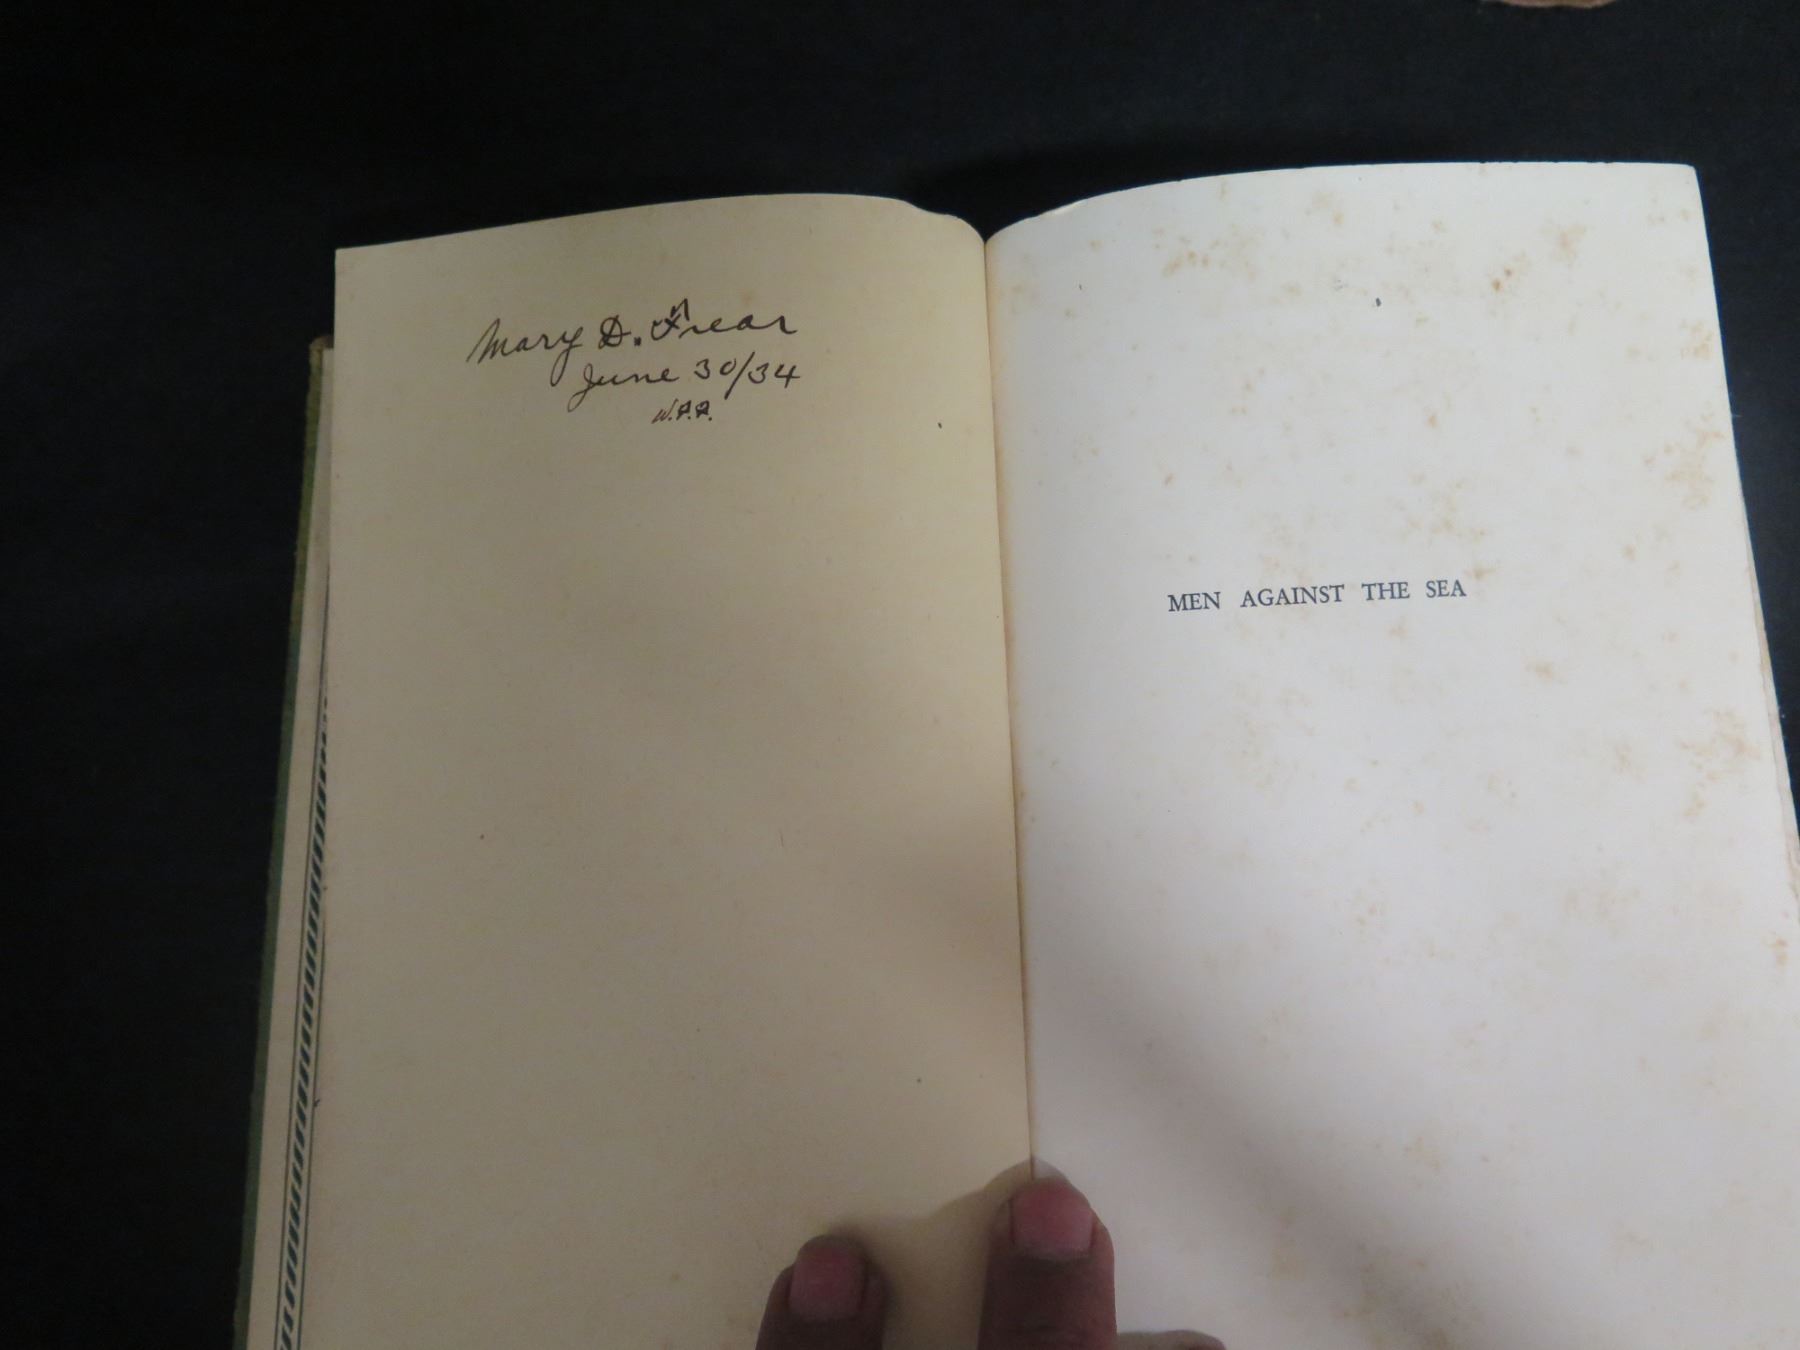 Mary D. Frear
June 30/34
MEN AGAINST THE SEA